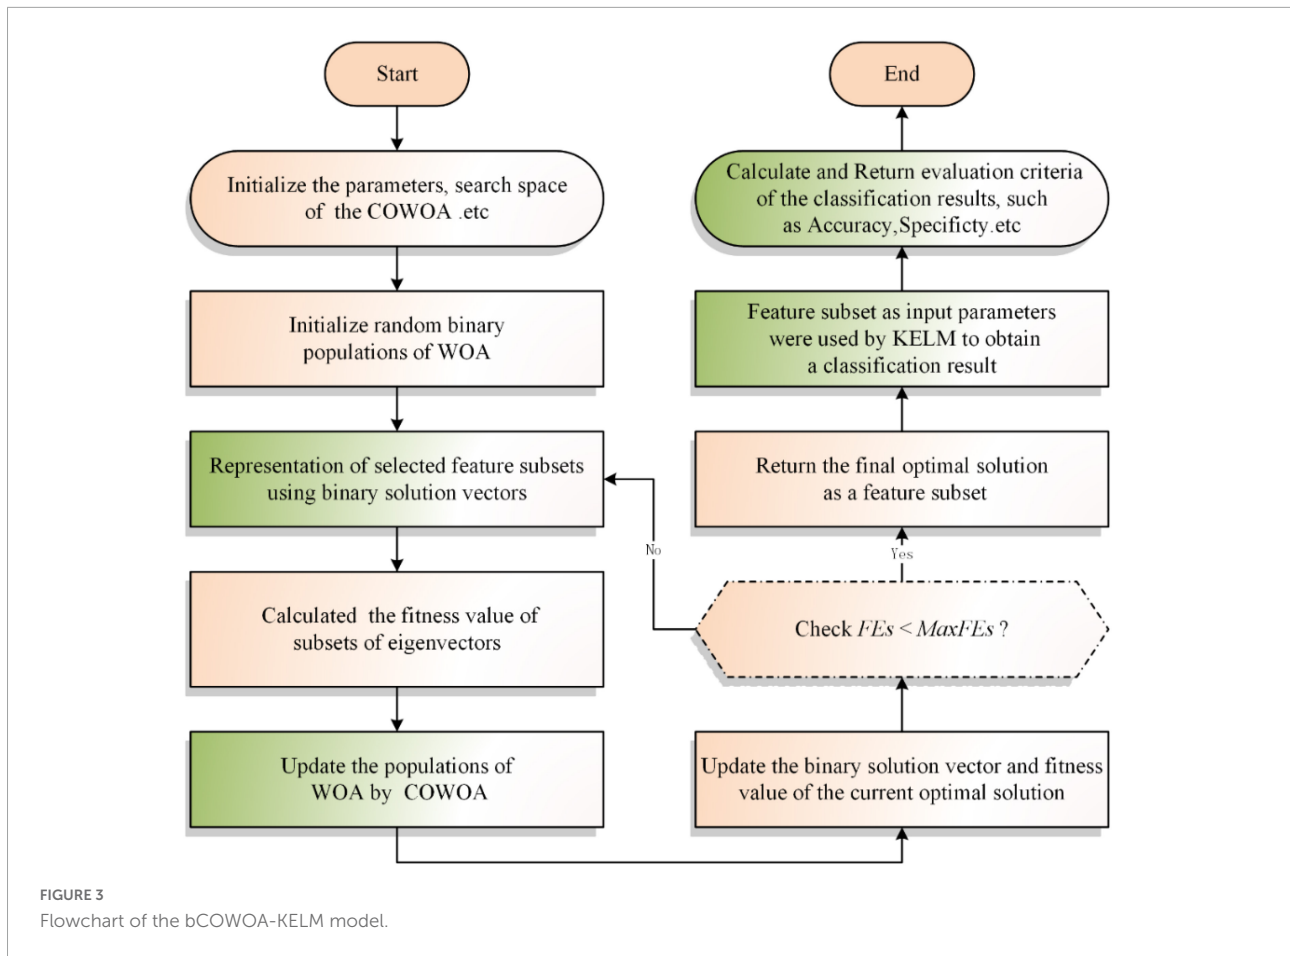 Start
Initialize the parameters, search space
of the COWOA .etc
Initialize random binary
populations of WOA
Representation of selected feature subsets
using binary solution vectors
Calculated the fitness value of
subsets of eigenvectors
Update the populations of
WOA by COWOA
Update the binary solution vector and fitness
value of the current optimal solution
Check FEs < MaxFEs ?
No
Yes
Return the final optimal solution
as a feature subset
Feature subset as input parameters
were used by KELM to obtain
a classification result
Calculate and Return evaluation criteria
of the classification results, such
as Accuracy,Specificty.etc
End
FIGURE 3
Flowchart of the bCOWOA-KELM model.